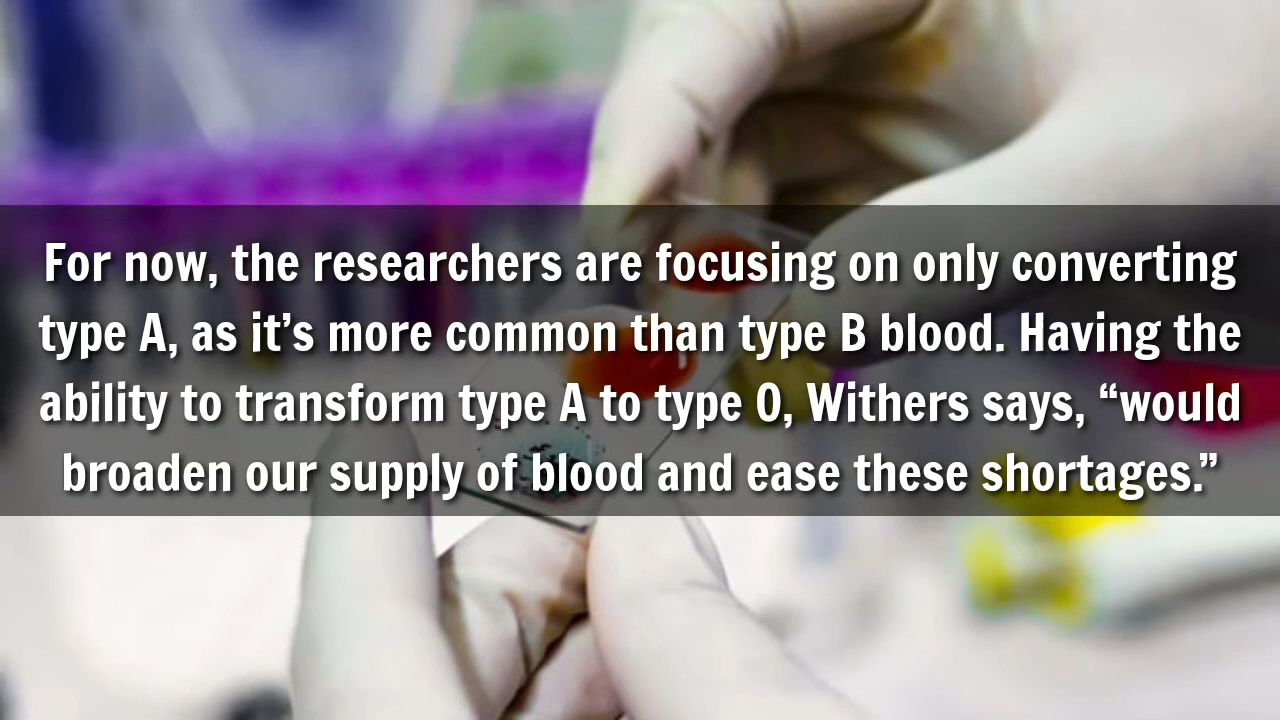 For now, the researchers are focusing on only converting
type A, as it’s more common than type B blood. Having the
ability to transform type A to type O, Withers says, “would
broaden our supply of blood and ease these shortages.”